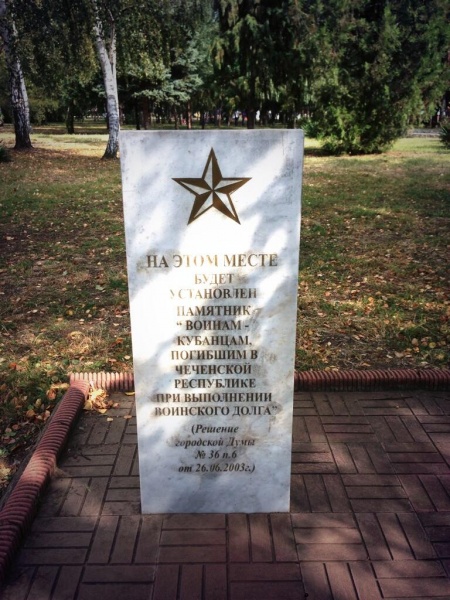 НА ЭТОМ МЕСТЕ
БУДЕТ
УСТАНОВЛЕН
ПАМЯТНИК
“ ВОИНАМ -
КУБАНЦАМ,
ПОГИБШИМ В
ЧЕЧЕНСКОЙ
РЕСПУБЛИКЕ
ПРИ ВЫПОЛНЕНИИ
ВОИНСКОГО ДОЛГА”
(Решение
городской Думы
№ 36 п.6
от 26.06.2003г.)